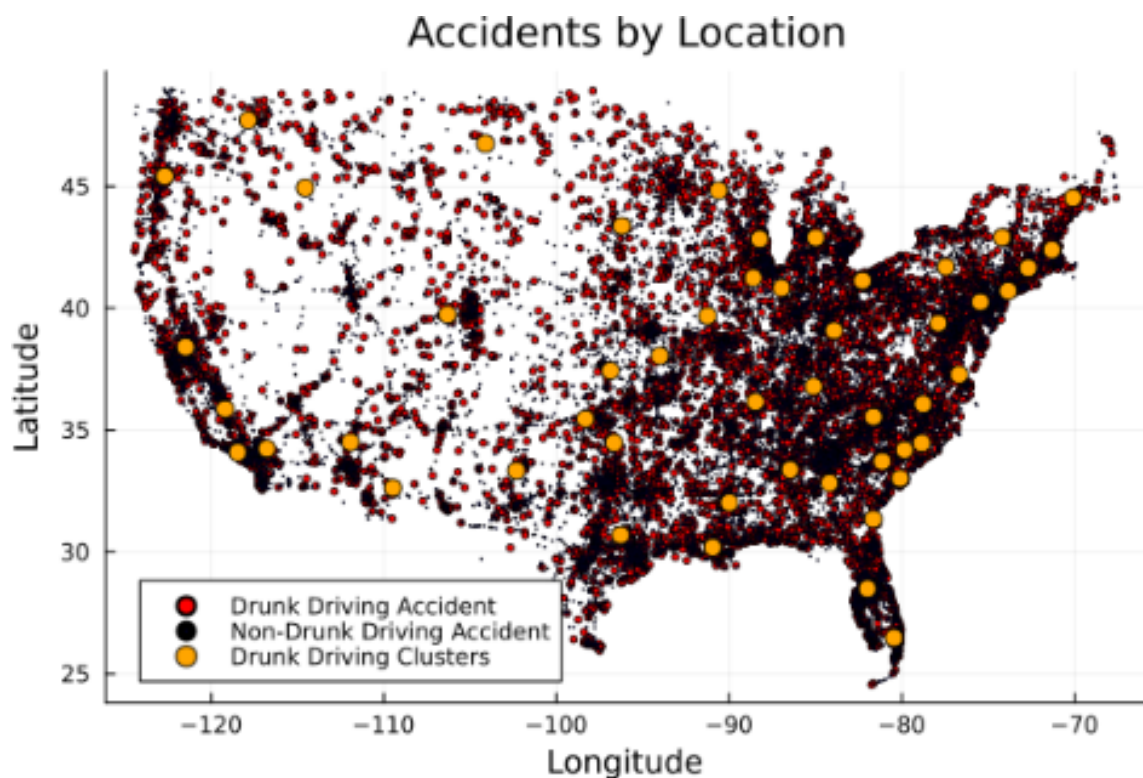 Accidents by Location
Latitude
45
40
35
30
25
Drunk Driving Accident
Non-Drunk Driving Accident
Drunk Driving Clusters
−120
−110
−100
−90
−80
−70
Longitude